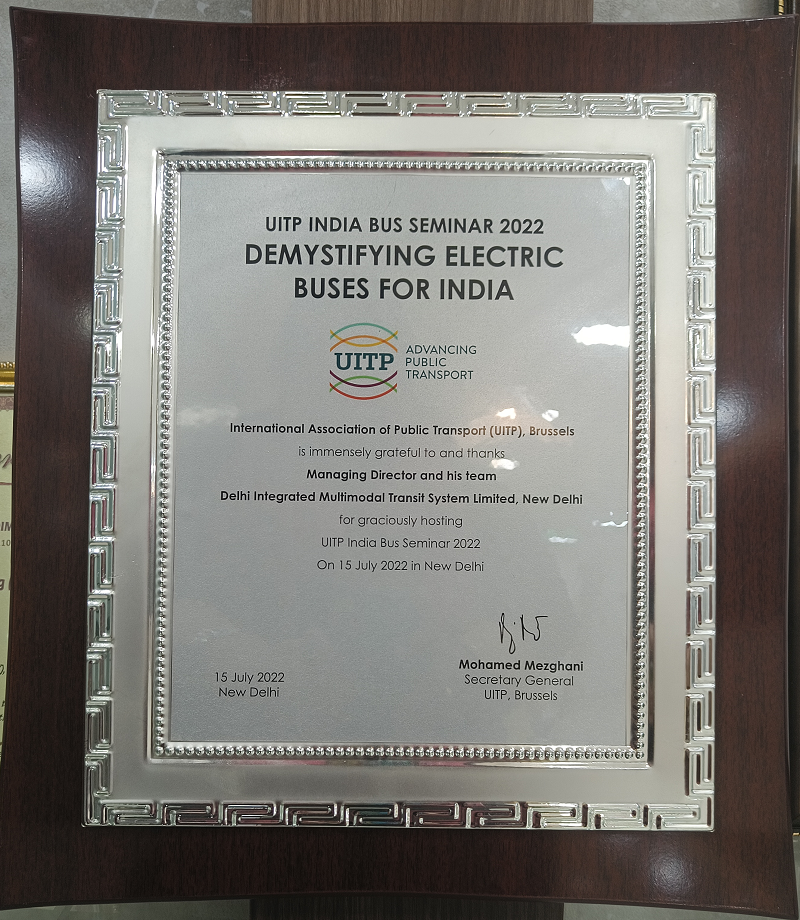 UITP INDIA BUS SEMINAR 2022
DEMYSTIFYING ELECTRIC
BUSES FOR INDIA
UITP
ADVANCING
PUBLIC
TRANSPORT
International Association of Public Transport (UITP), Brussels
is immensely grateful to and thanks
Managing Director and his team
Delhi Integrated Multimodal Transit System Limited, New Delhi
for graciously hosting
UITP India Bus Seminar 2022
On 15 July 2022 in New Delhi
15 July 2022
New Delhi
Mohamed Mezghani
Secretary General
UITP, Brussels